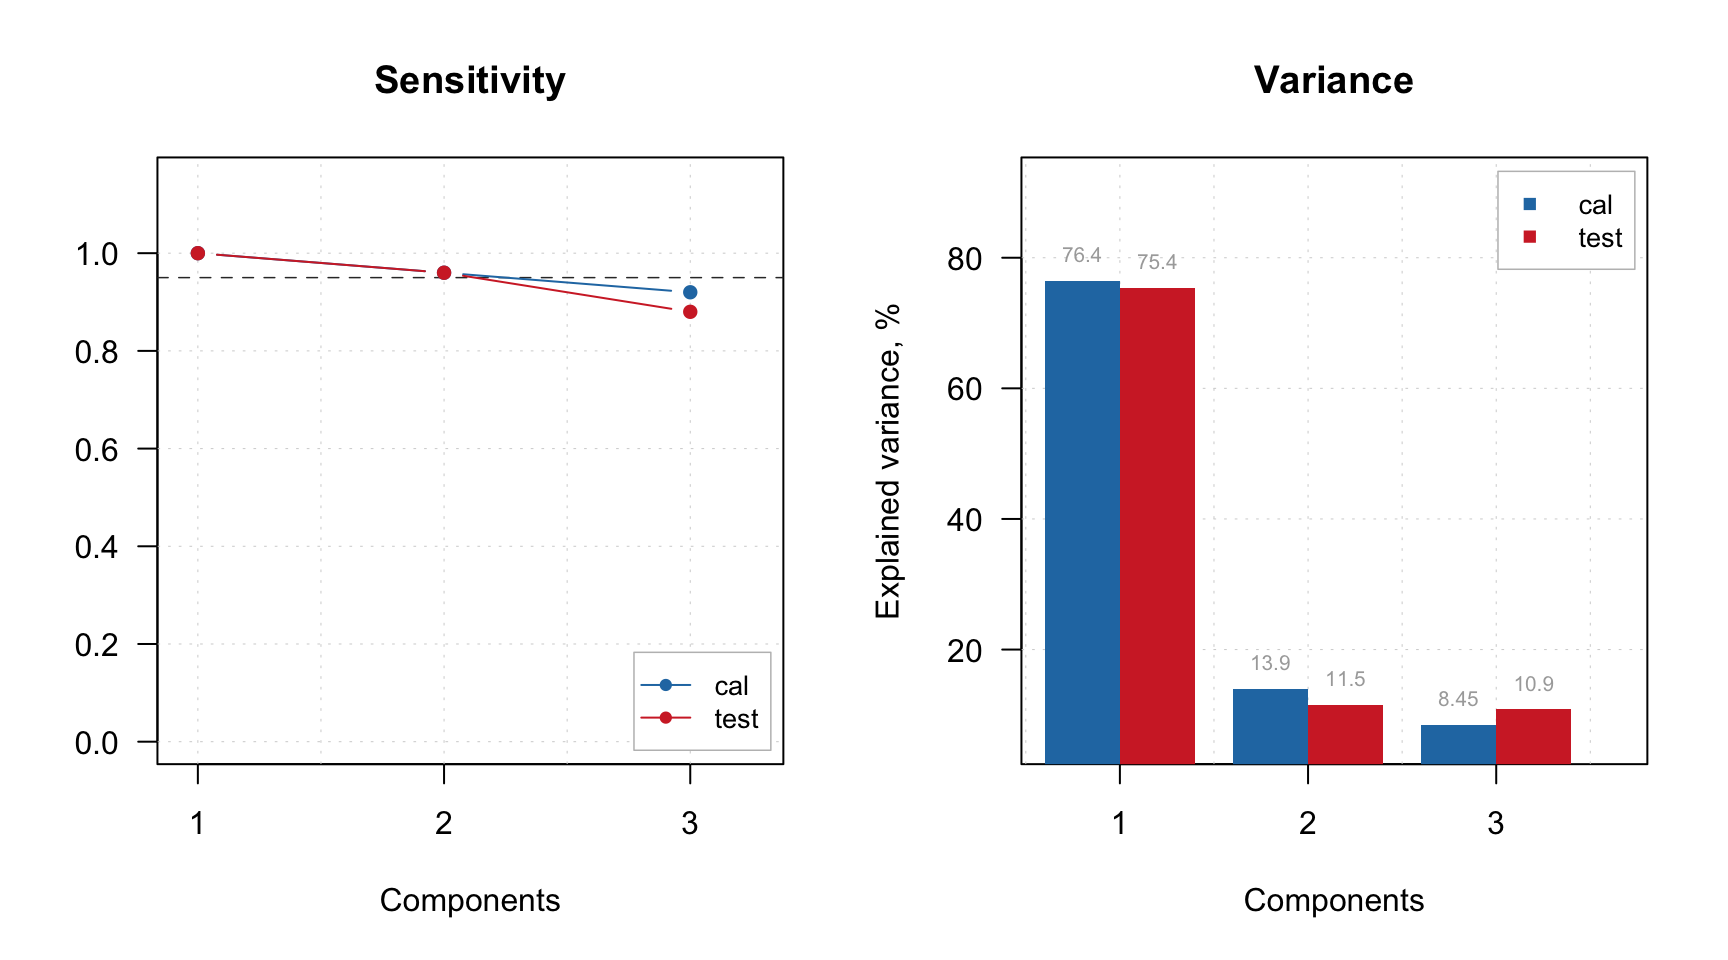 Sensitivity
1.0
0.8
0.6
0.4
0.2
0.0
cal
test
1 2 3
Components
Variance
Explained variance, %
80
60
40
20
cal
test
76.4
75.4
13.9
11.5
8.45
10.9
1 2 3
Components